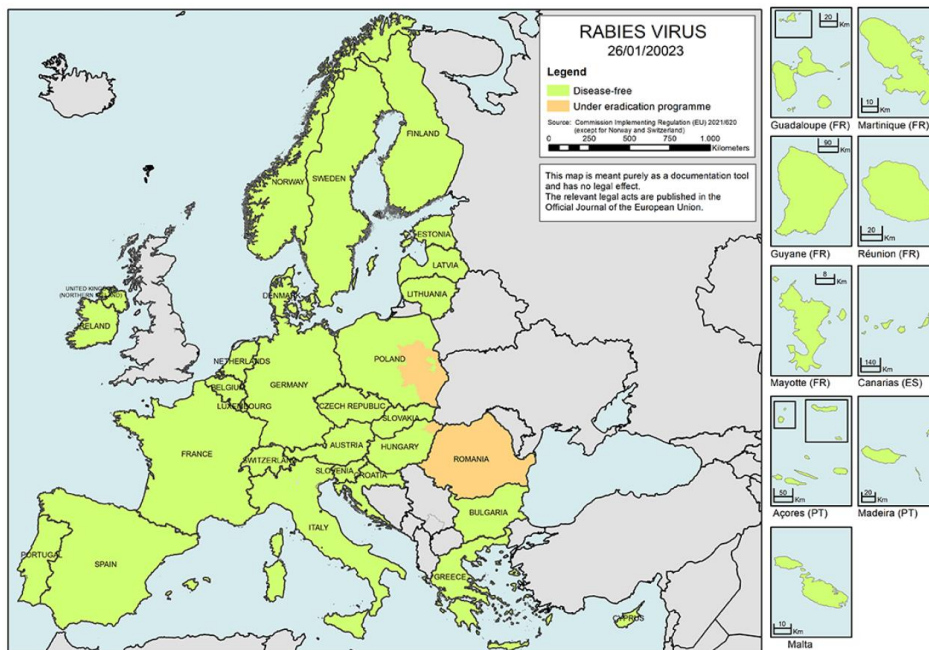 RABIES VIRUS
26/01/20023
Legend
Disease-free
Under eradication programme
Source: Commission Implementing Regulation (EU) 2021/620
(except for Norway and Switzerland)
0 250 500 750 1.000
Kilometers
This map is meant purely as a documentation tool
and has no legal effect.
The relevant legal acts are published in the
Official Journal of the European Union.
FINLAND
NORWAY
SWEDEN
ESTONIA
LATVIA
LITHUANIA
DENMARK
UNITED KINGDOM
(NORTHERN IRELAND)
IRELAND
NETHERLANDS
POLAND
BELGIUM
GERMANY
LUXEMBOURG
CZECH REPUBLIC
SLOVAKIA
FRANCE
AUSTRIA
HUNGARY
SWITZERLAND
ROMANIA
SLOVENIA
CROATIA
ITALY
BULGARIA
PORTUGAL
SPAIN
GREECE
CYPRUS
20
Km
Guadaloupe (FR)
10
Km
Martinique (FR)
90
Km
Guyane (FR)
20
Km
Réunion (FR)
8
Km
Mayotte (FR)
140
Km
Canarias (ES)
50
Km
Açores (PT)
20
Km
Madeira (PT)
10
Km
Malta